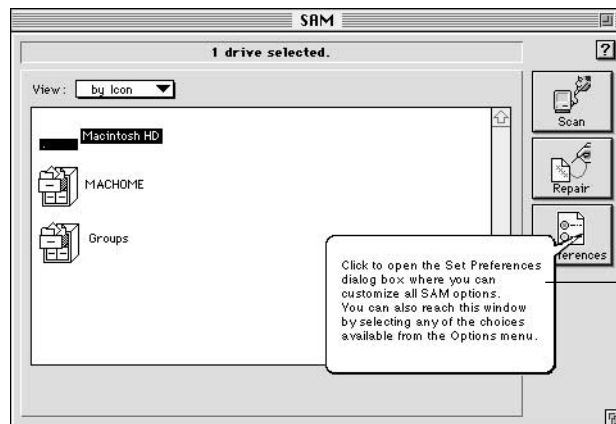 SAM
1 drive selected.
?
View: by Icon
Macintosh HD
MACHOME
Groups
Scan
Repair
erences
Click to open the Set Preferences
dialog box where you can
customize all SAM options.
You can also reach this window
by selecting any of the choices
available from the Options menu.